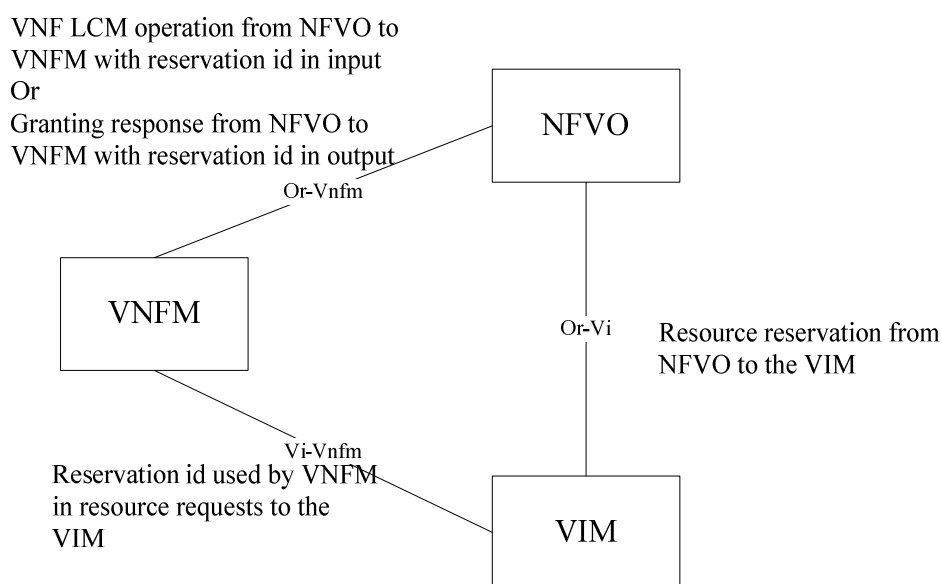 VNF LCM operation from NFVO to
VNFM with reservation id in input
Or
Granting response from NFVO to
VNFM with reservation id in output
NFVO
Or-Vnfm
VNFM
Or-Vi
Resource reservation from
NFVO to the VIM
Vi-Vnfm
Reservation id used by VNFM
in resource requests to the
VIM
VIM